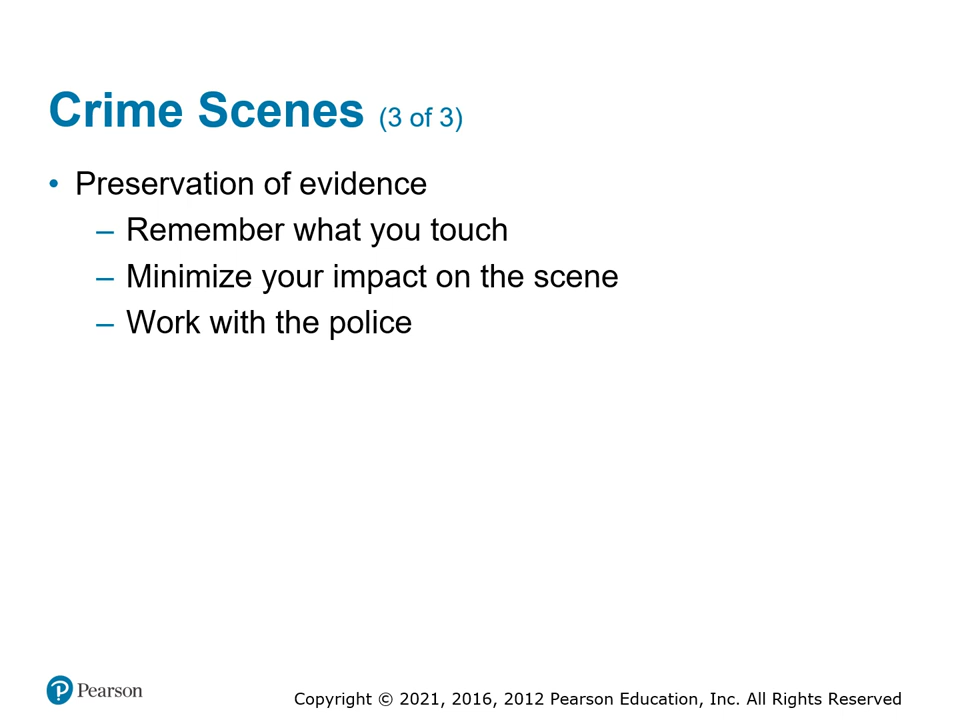 Crime Scenes (3 of 3)
• Preservation of evidence
– Remember what you touch
– Minimize your impact on the scene
– Work with the police
Pearson
Copyright © 2021, 2016, 2012 Pearson Education, Inc. All Rights Reserved